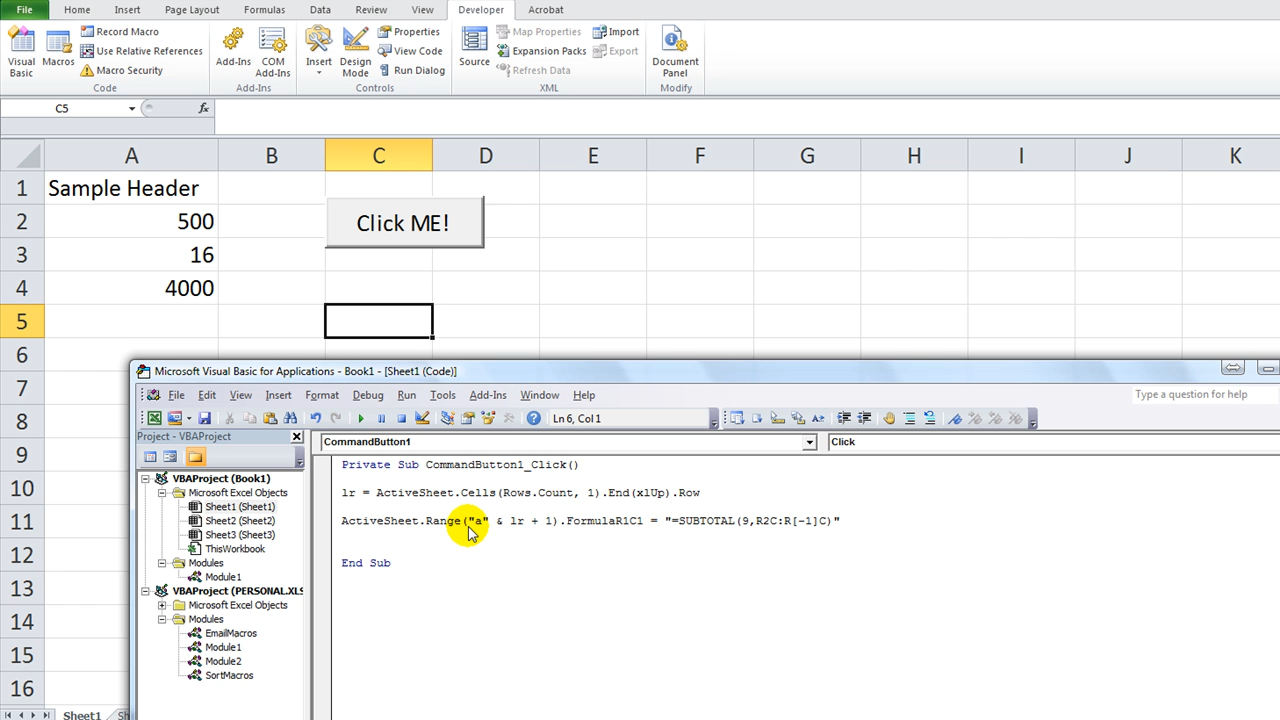 File Home Insert Page Layout Formulas Data Review View Developer Acrobat
Visual Basic
Macros
Record Macro
Use Relative References
Macro Security
Code
Add-Ins
COM Add-Ins
Add-Ins
Insert
Design Mode
Properties
View Code
Run Dialog
Controls
Source
Map Properties
Expansion Packs
Refresh Data
Import
Export
XML
Document Panel
Modify
C5 fx
A B C D E F G H I J K
1 Sample Header
2 500 Click ME!
3 16
4 4000
5
6
7
8
9
10
11
12
13
14
15
16
Sheet1 Sh
Microsoft Visual Basic for Applications - Book1 - [Sheet1 (Code)]
File Edit View Insert Format Debug Run Tools Add-Ins Window Help Type a question for help
Ln 6, Col 1
Project - VBAProject
VBAProject (Book1)
Microsoft Excel Objects
Sheet1 (Sheet1)
Sheet2 (Sheet2)
Sheet3 (Sheet3)
ThisWorkbook
Modules
Module1
VBAProject (PERSONAL.XLS
Microsoft Excel Objects
Modules
EmailMacros
Module1
Module2
SortMacros
CommandButton1 Click
Private Sub CommandButton1_Click()
lr = ActiveSheet.Cells(Rows.Count, 1).End(xlUp).Row
ActiveSheet.Range("a" & lr + 1).FormulaR1C1 = "=SUBTOTAL(9,R2C:R[-1]C)"
End Sub